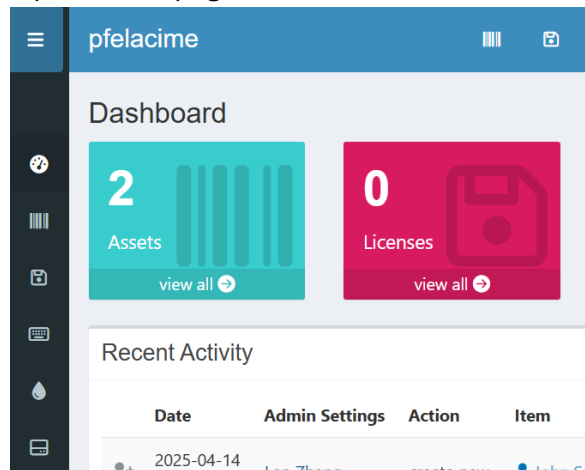 pfelacime
Dashboard
2
Assets
view all
0
Licenses
view all
Recent Activity
Date Admin Settings Action Item
2025-04-14